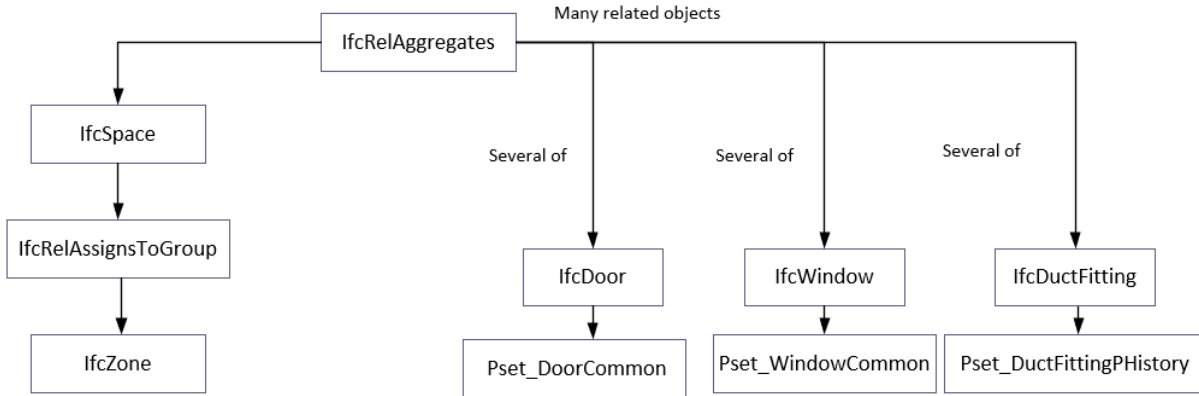 Many related objects
IfcRelAggregates
IfcSpace
Several of
Several of
Several of
IfcRelAssignsToGroup
IfcDoor
IfcWindow
IfcDuctFitting
IfcZone
Pset_DoorCommon
Pset_WindowCommon
Pset_DuctFittingPHistory